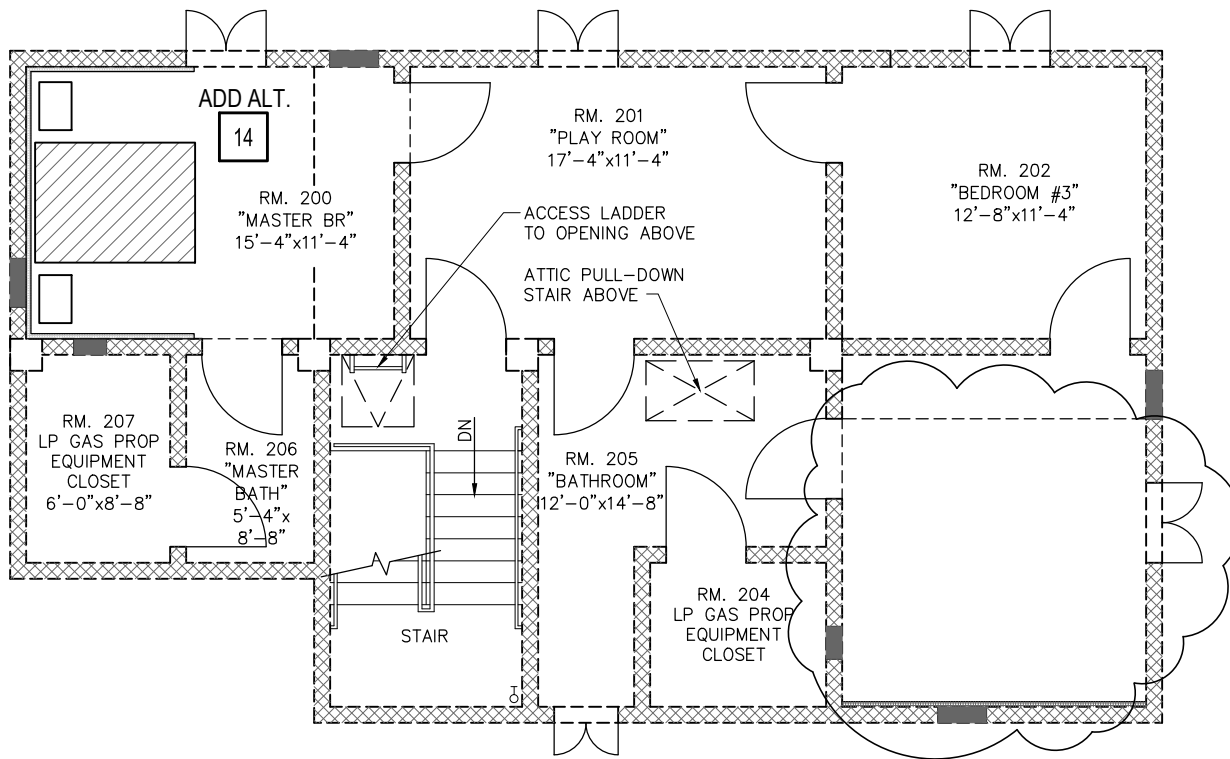 ADD ALT.
14
RM. 200
"MASTER BR"
15'-4"x11'-4"
RM. 201
"PLAY ROOM"
17'-4"x11'-4"
RM. 202
"BEDROOM #3"
12'-8"x11'-4"
ACCESS LADDER
TO OPENING ABOVE
ATTIC PULL-DOWN
STAIR ABOVE
RM. 207
LP GAS PROP
EQUIPMENT
CLOSET
6'-0"x8'-8"
RM. 206
"MASTER
BATH"
5'-4"x
8'-8"
DN
STAIR
RM. 205
"BATHROOM"
12'-0"x14'-8"
RM. 204
LP GAS PROP
EQUIPMENT
CLOSET